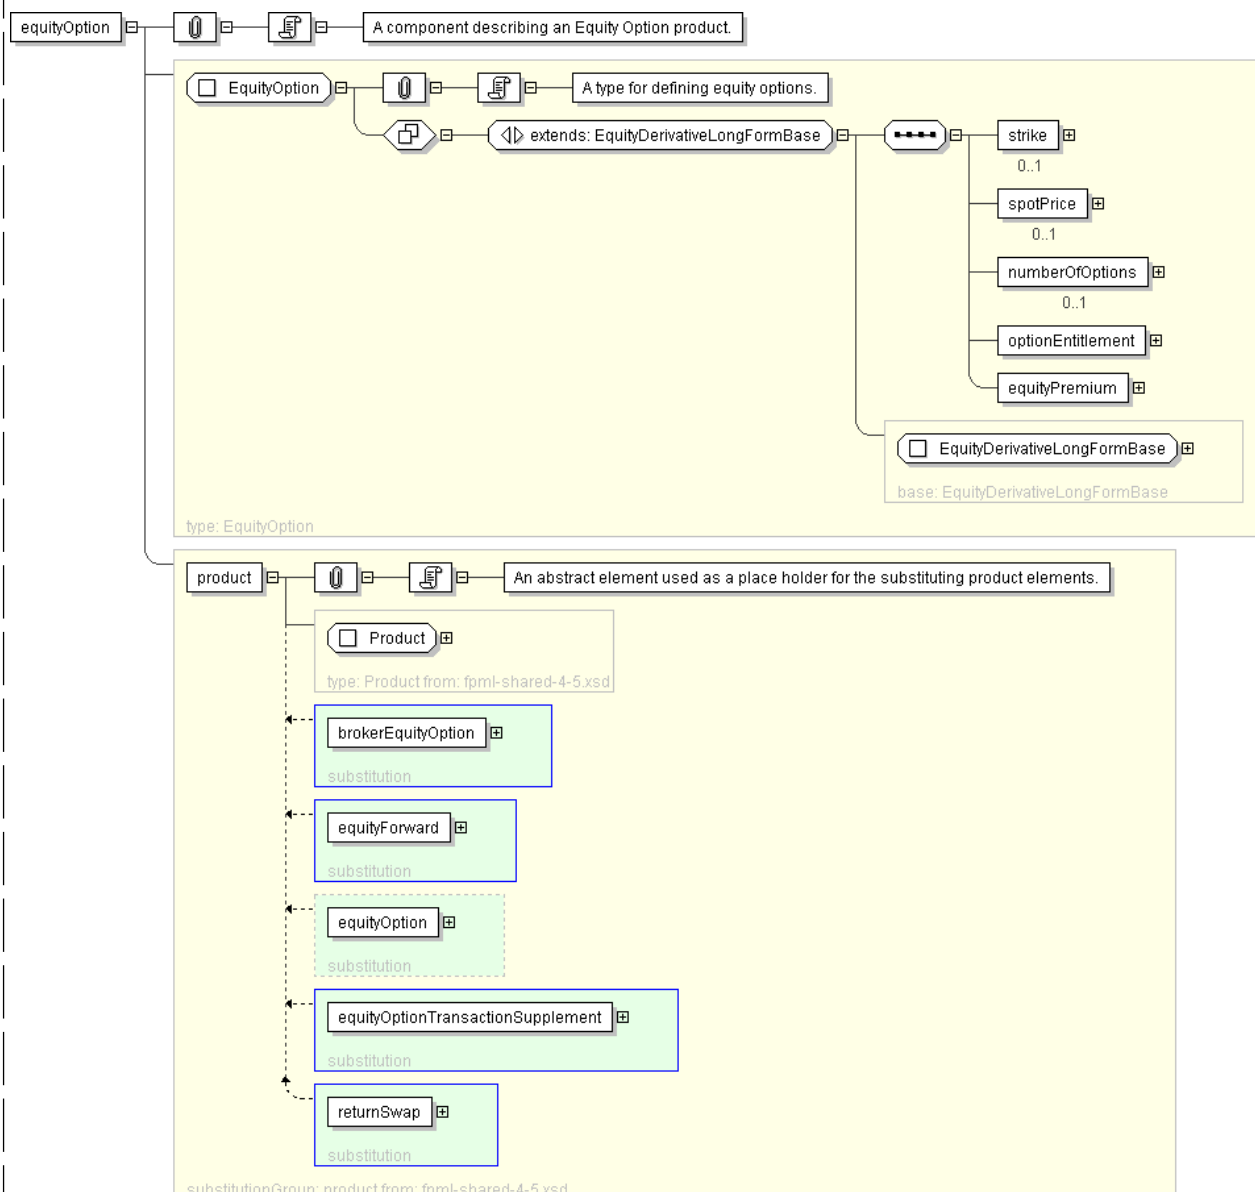 equityOption
A component describing an Equity Option product.
EquityOption
A type for defining equity options.
extends: EquityDerivativeLongFormBase
strike
0..1
spotPrice
0..1
numberOfOptions
0..1
optionEntitlement
equityPremium
EquityDerivativeLongFormBase
base: EquityDerivativeLongFormBase
type: EquityOption
product
An abstract element used as a place holder for the substituting product elements.
Product
type: Product from: fpml-shared-4-5.xsd
brokerEquityOption
substitution
equityForward
substitution
equityOption
substitution
equityOptionTransactionSupplement
substitution
returnSwap
substitution
substitutionGroup: product from: fpml-shared-4-5.xsd